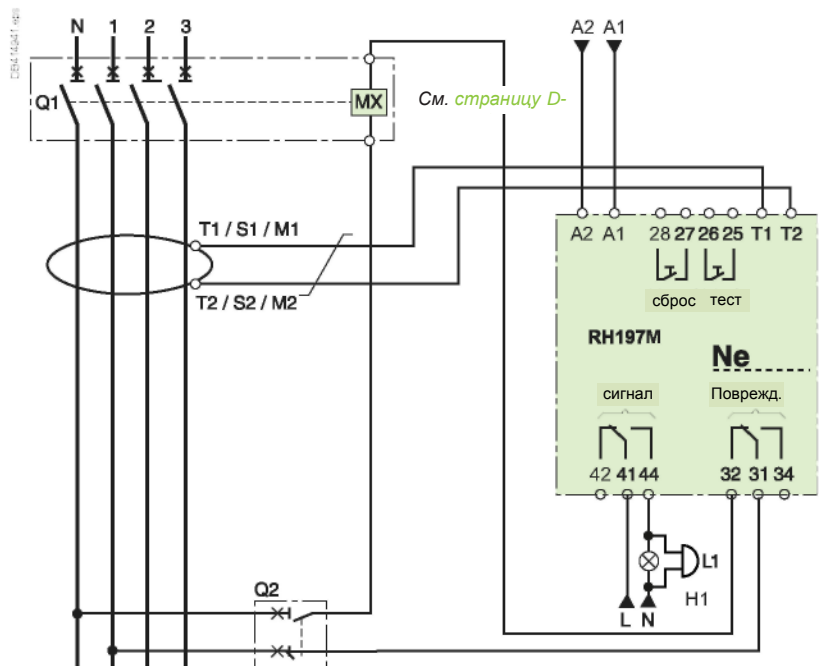 DB414941.eps
N 1 2 3
A2 A1
Q1
MX
См. страницу D-
T1 / S1 / M1
T2 / S2 / M2
A2 A1 28 27 26 25 T1 T2
сброс тест
RH197M
Ne
сигнал Поврежд.
42 41 44 32 31 34
L1
H1
L N
Q2